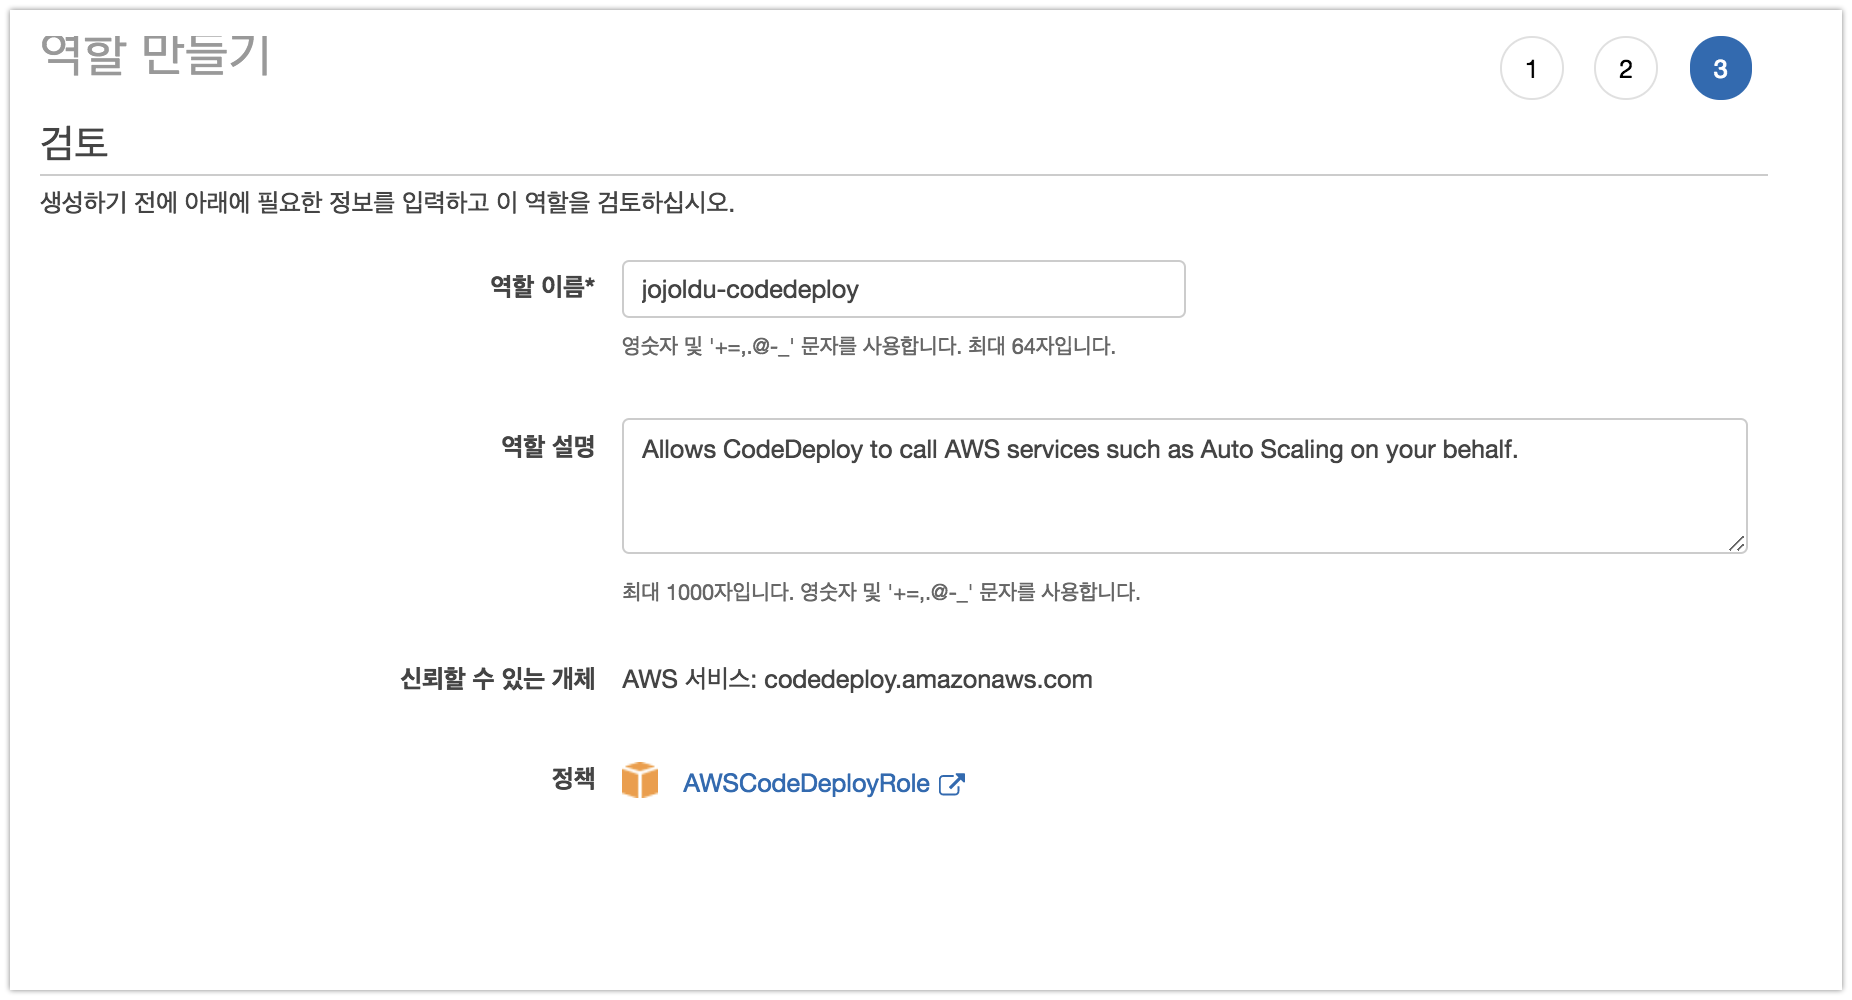 역할 만들기
1 2 3
검토
생성하기 전에 아래에 필요한 정보를 입력하고 이 역할을 검토하십시오.
역할 이름* jojoldu-codedeploy
영숫자 및 '+=,.@-_' 문자를 사용합니다. 최대 64자입니다.
역할 설명 Allows CodeDeploy to call AWS services such as Auto Scaling on your behalf.
최대 1000자입니다. 영숫자 및 '+=,.@-_' 문자를 사용합니다.
신뢰할 수 있는 개체 AWS 서비스: codedeploy.amazonaws.com
정책 AWSCodeDeployRole